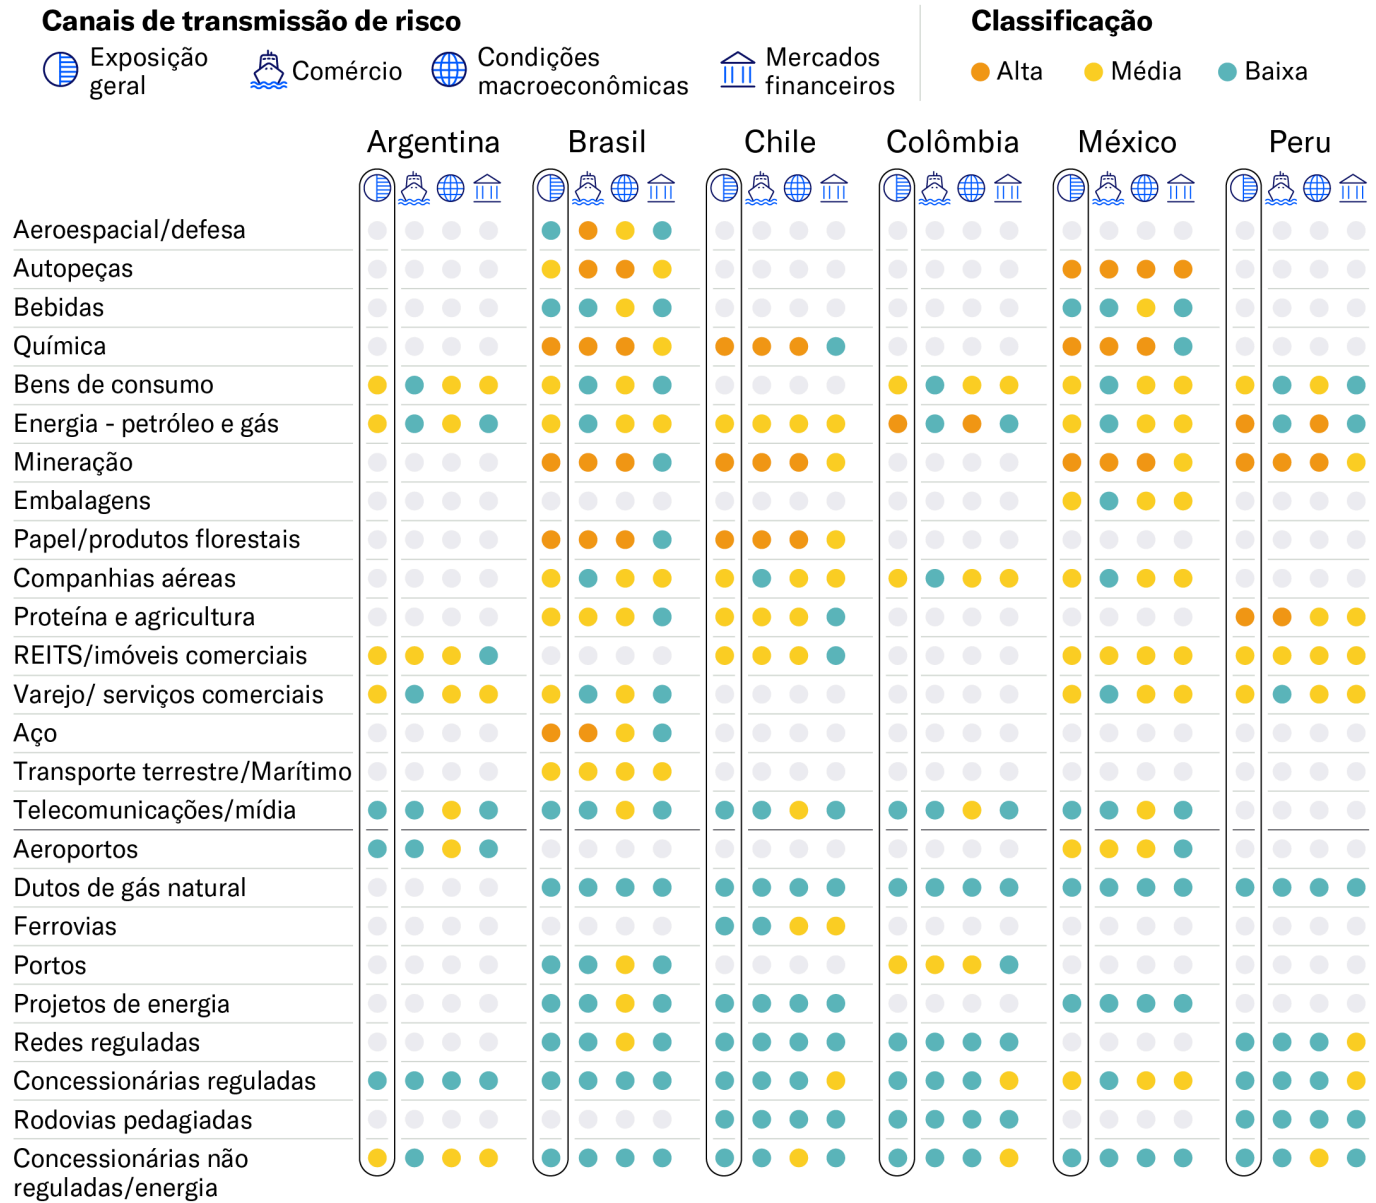 Canais de transmissão de risco
Classificação
Exposição
geral
Comércio
Condições
macroeconômicas
Mercados
financeiros
Alta
Média
Baixa
Argentina
Brasil
Chile
Colômbia
México
Peru
Aeroespacial/defesa
Autopeças
Bebidas
Química
Bens de consumo
Energia - petróleo e gás
Mineração
Embalagens
Papel/produtos florestais
Companhias aéreas
Proteína e agricultura
REITS/imóveis comerciais
Varejo/ serviços comerciais
Aço
Transporte terrestre/Marítimo
Telecomunicações/mídia
Aeroportos
Dutos de gás natural
Ferrovias
Portos
Projetos de energia
Redes reguladas
Concessionárias reguladas
Rodovias pedagiadas
Concessionárias não
reguladas/energia